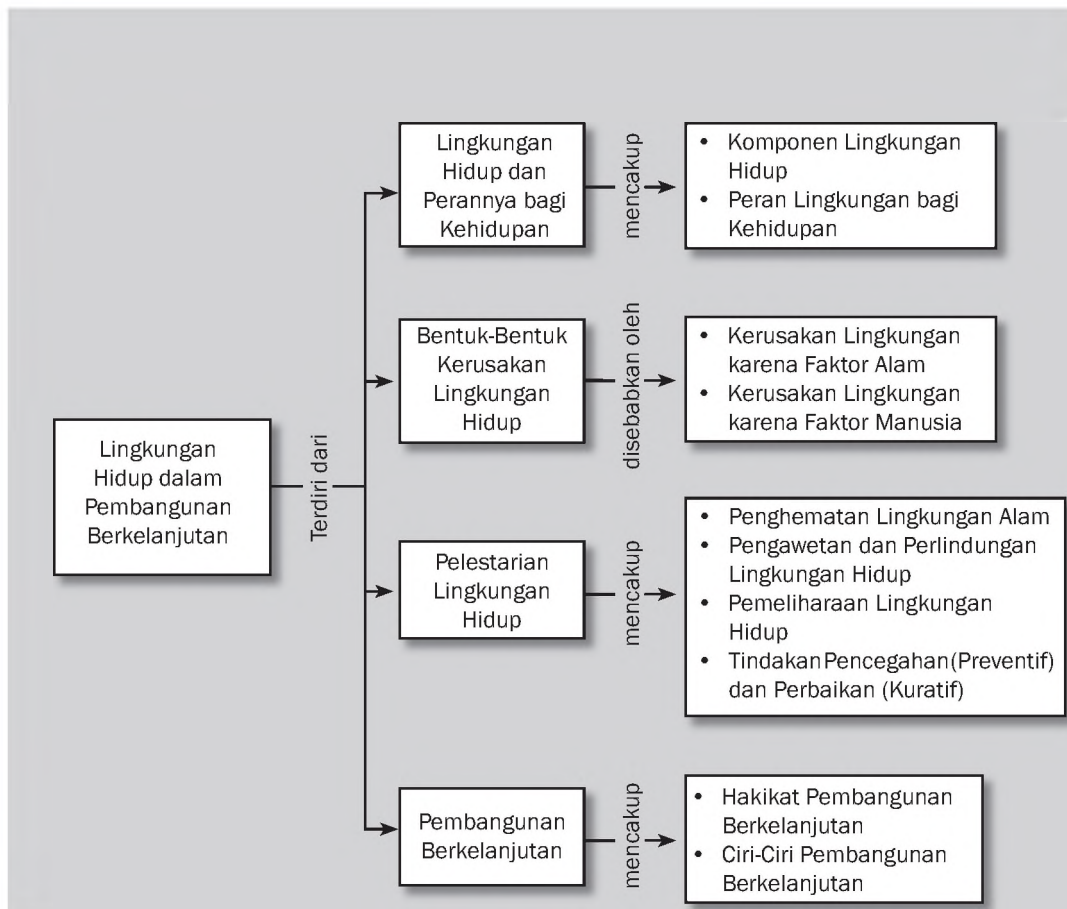 Lingkungan
Hidup dalam
Pembangunan
Berkelanjutan
Terdiri dari
Lingkungan
Hidup dan
Perannya bagi
Kehidupan
mencakup
• Komponen Lingkungan
Hidup
• Peran Lingkungan bagi
Kehidupan
Bentuk-Bentuk
Kerusakan
Lingkungan
Hidup
disebabkan oleh
• Kerusakan Lingkungan
karena Faktor Alam
• Kerusakan Lingkungan
karena Faktor Manusia
Pelestarian
Lingkungan
Hidup
mencakup
• Penghematan Lingkungan Alam
• Pengawetan dan Perlindungan
Lingkungan Hidup
• Pemeliharaan Lingkungan
Hidup
• Tindakan Pencegahan (Preventif)
dan Perbaikan (Kuratif)
Pembangunan
Berkelanjutan
mencakup
• Hakikat Pembangunan
Berkelanjutan
• Ciri-Ciri Pembangunan
Berkelanjutan